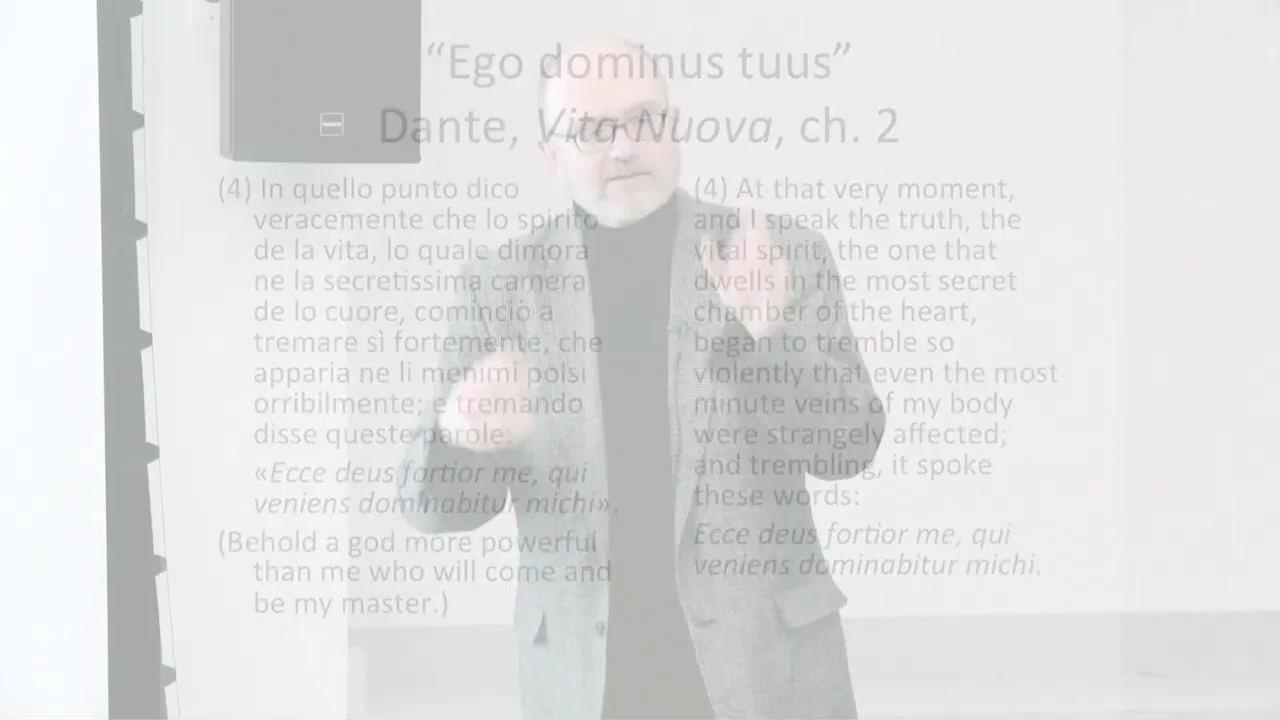 “Ego dominus tuus”
Dante, Vita Nuova, ch. 2
(4) In quello punto dico
veracemente che lo spirito
de la vita, lo quale dimora
ne la secretissima camera
de lo cuore, cominciò a
tremare sì fortemente, che
apparia ne li menimi polsi
orribilmente; e tremando
disse queste parole:
«Ecce deus fortior me, qui
veniens dominabitur michi».
(Behold a god more powerful
than me who will come and
be my master.)
(4) At that very moment,
and I speak the truth, the
vital spirit, the one that
dwells in the most secret
chamber of the heart,
began to tremble so
violently that even the most
minute veins of my body
were strangely affected;
and trembling, it spoke
these words:
Ecce deus fortior me, qui
veniens dominabitur michi.